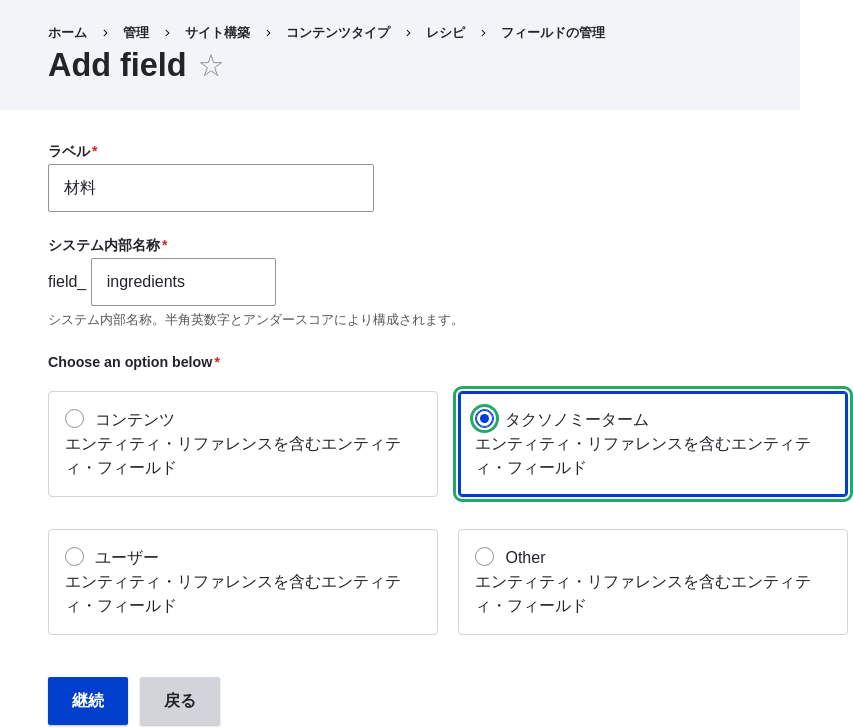 ホーム › 管理 › サイト構築 › コンテンツタイプ › レシピ › フィールドの管理
Add field ☆
ラベル*
材料
システム内部名称*
field_ ingredients
システム内部名称。半角英数字とアンダースコアにより構成されます。
Choose an option below*
コンテンツ
エンティティ・リファレンスを含むエンティテ
ィ・フィールド
タクソノミーターム
エンティティ・リファレンスを含むエンティテ
ィ・フィールド
ユーザー
エンティティ・リファレンスを含むエンティテ
ィ・フィールド
Other
エンティティ・リファレンスを含むエンティテ
ィ・フィールド
継続 戻る